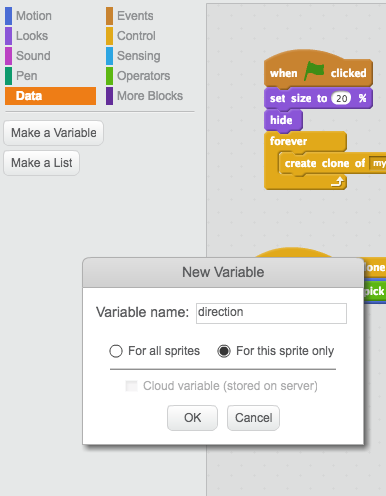 Motion
Events
Looks
Control
Sound
Sensing
Pen
Operators
Data
More Blocks
Make a Variable
Make a List
when clicked
set size to 20 %
hide
forever
create clone of my
New Variable
Variable name: direction
For all sprites
For this sprite only
Cloud variable (stored on server)
OK
Cancel
pick